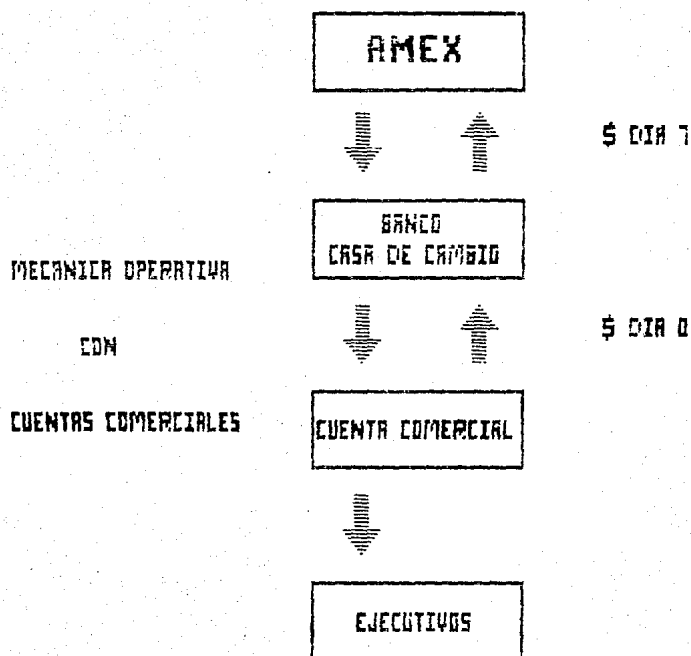 AMEX
$ DIA 7
BANCO
CASA DE CAMBIO
MECANICA OPERATIVA
$ DIA 0
CON
CUENTAS COMERCIALES
CUENTA COMERCIAL
EJECUTIVOS